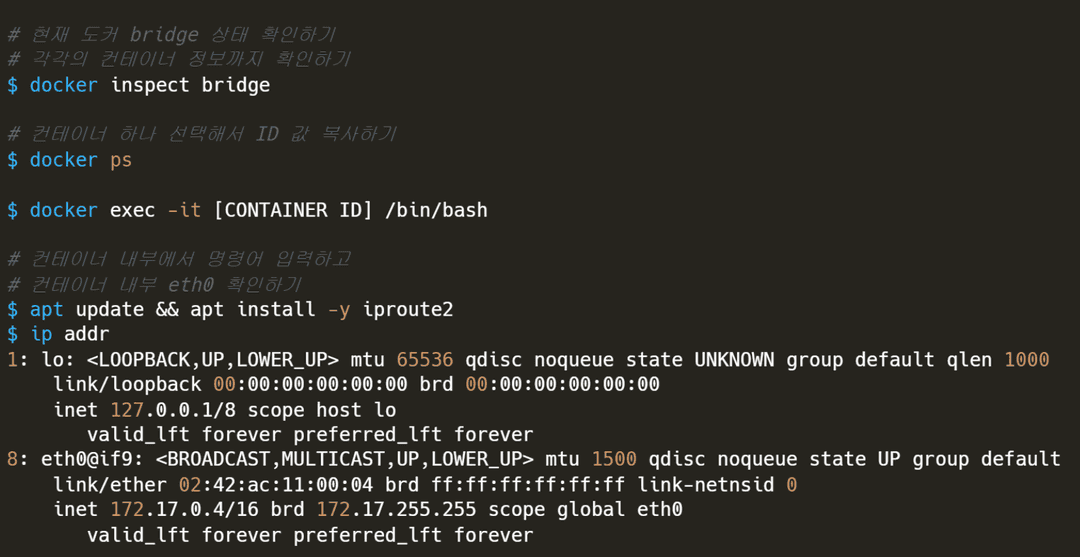 # 현재 도커 bridge 상태 확인하기
# 각각의 컨테이너 정보까지 확인하기
$ docker inspect bridge
# 컨테이너 하나 선택해서 ID 값 복사하기
$ docker ps
$ docker exec -it [CONTAINER ID] /bin/bash
# 컨테이너 내부에서 명령어 입력하고
# 컨테이너 내부 eth0 확인하기
$ apt update && apt install -y iproute2
$ ip addr
1: lo: <LOOPBACK,UP,LOWER_UP> mtu 65536 qdisc noqueue state UNKNOWN group default qlen 1000
link/loopback 00:00:00:00:00:00 brd 00:00:00:00:00:00
inet 127.0.0.1/8 scope host lo
valid_lft forever preferred_lft forever
8: eth0@if9: <BROADCAST,MULTICAST,UP,LOWER_UP> mtu 1500 qdisc noqueue state UP group default
link/ether 02:42:ac:11:00:04 brd ff:ff:ff:ff:ff:ff link-netnsid 0
inet 172.17.0.4/16 brd 172.17.255.255 scope global eth0
valid_lft forever preferred_lft forever